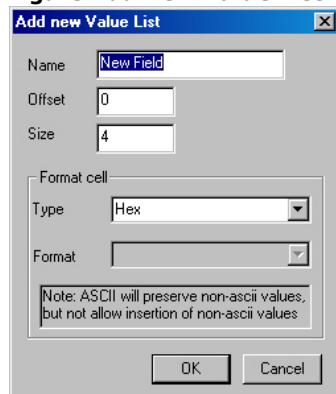 Add new Value List
Name New Field
Offset 0
Size 4
Format cell
Type Hex
Format
Note: ASCII will preserve non-ascii values,
but not allow insertion of non-ascii values
OK Cancel